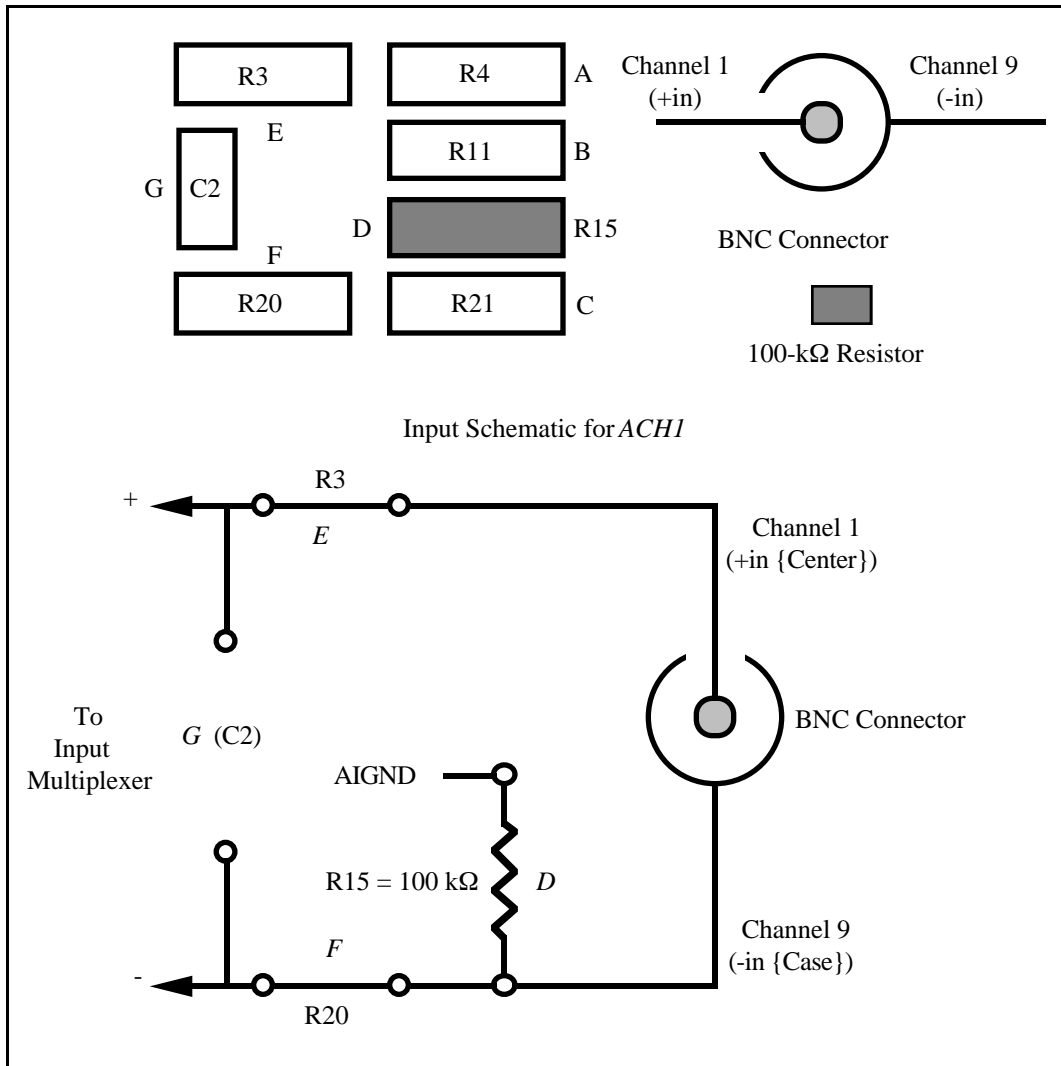 R3
R4
A
Channel 1
(+in)
Channel 9
(-in)
E
R11
B
G
C2
D
R15
BNC Connector
F
R20
R21
C
100-kΩ Resistor
Input Schematic for ACH1
R3
+
E
Channel 1
(+in {Center})
To
Input
Multiplexer
G (C2)
BNC Connector
AIGND
R15 = 100 kΩ
D
F
Channel 9
(-in {Case})
-
R20